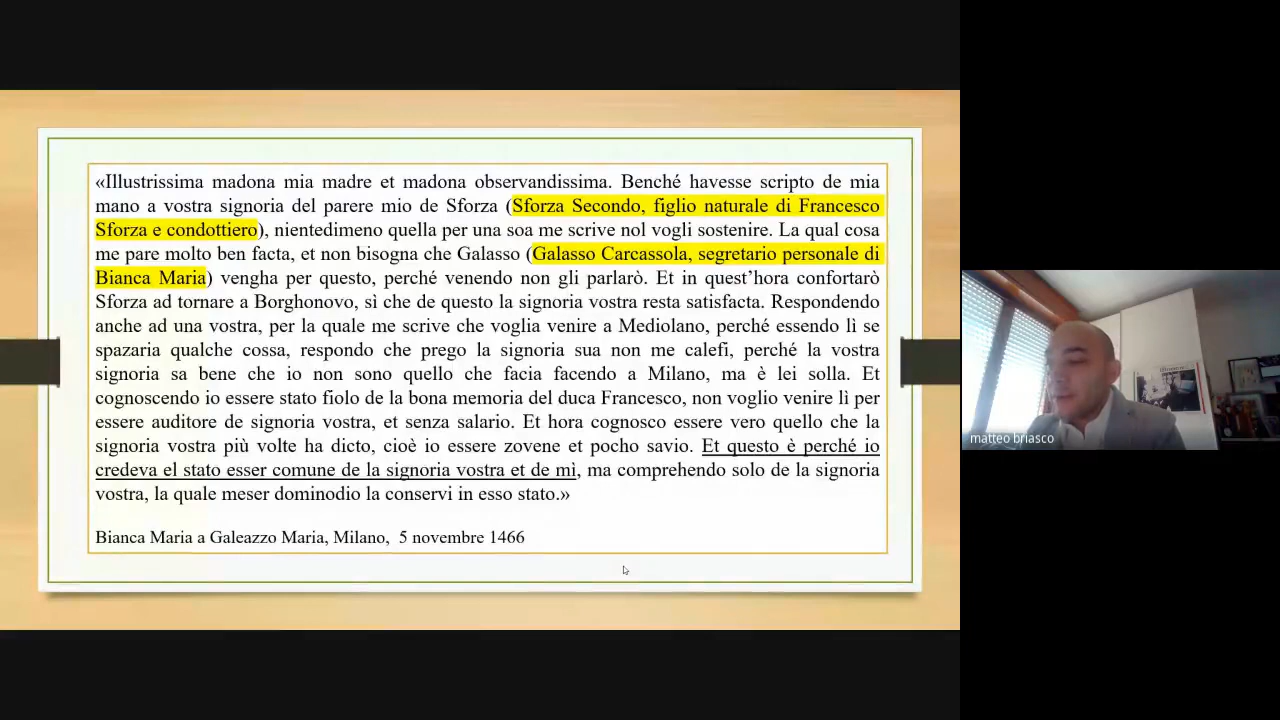 «Illustrissima madona mia madre et madona observandissima. Benché havesse scripto de mia
mano a vostra signoria del parere mio de Sforza (Sforza Secondo, figlio naturale di Francesco
Sforza e condottiero), nientedimeno quella per una soa me scrive nol vogli sostenire. La qual cosa
me pare molto ben facta, et non bisogna che Galasso (Galasso Carcassola, segretario personale di
Bianca Maria) vengha per questo, perché venendo non gli parlarò. Et in quest’hora confortarò
Sforza ad tornare a Borghonovo, sì che de questo la signoria vostra resta satisfacta. Respondendo
anche ad una vostra, per la quale me scrive che voglia venire a Mediolano, perché essendo lì se
spazaria qualche cossa, respondo che prego la signoria sua non me calefi, perché la vostra
signoria sa bene che io non sono quello che facia facendo a Milano, ma è lei solla. Et
cognoscendo io essere stato fiolo de la bona memoria del duca Francesco, non voglio venire lì per
essere auditore de signoria vostra, et senza salario. Et hora cognosco essere vero quello che la
signoria vostra più volte ha dicto, cioè io essere zovene et pocho savio. Et questo è perché io
credeva el stato esser comune de la signoria vostra et de mì, ma comprehendo solo de la signoria
vostra, la quale meser dominodio la conservi in esso stato.»
Bianca Maria a Galeazzo Maria, Milano, 5 novembre 1466
matteo briasco